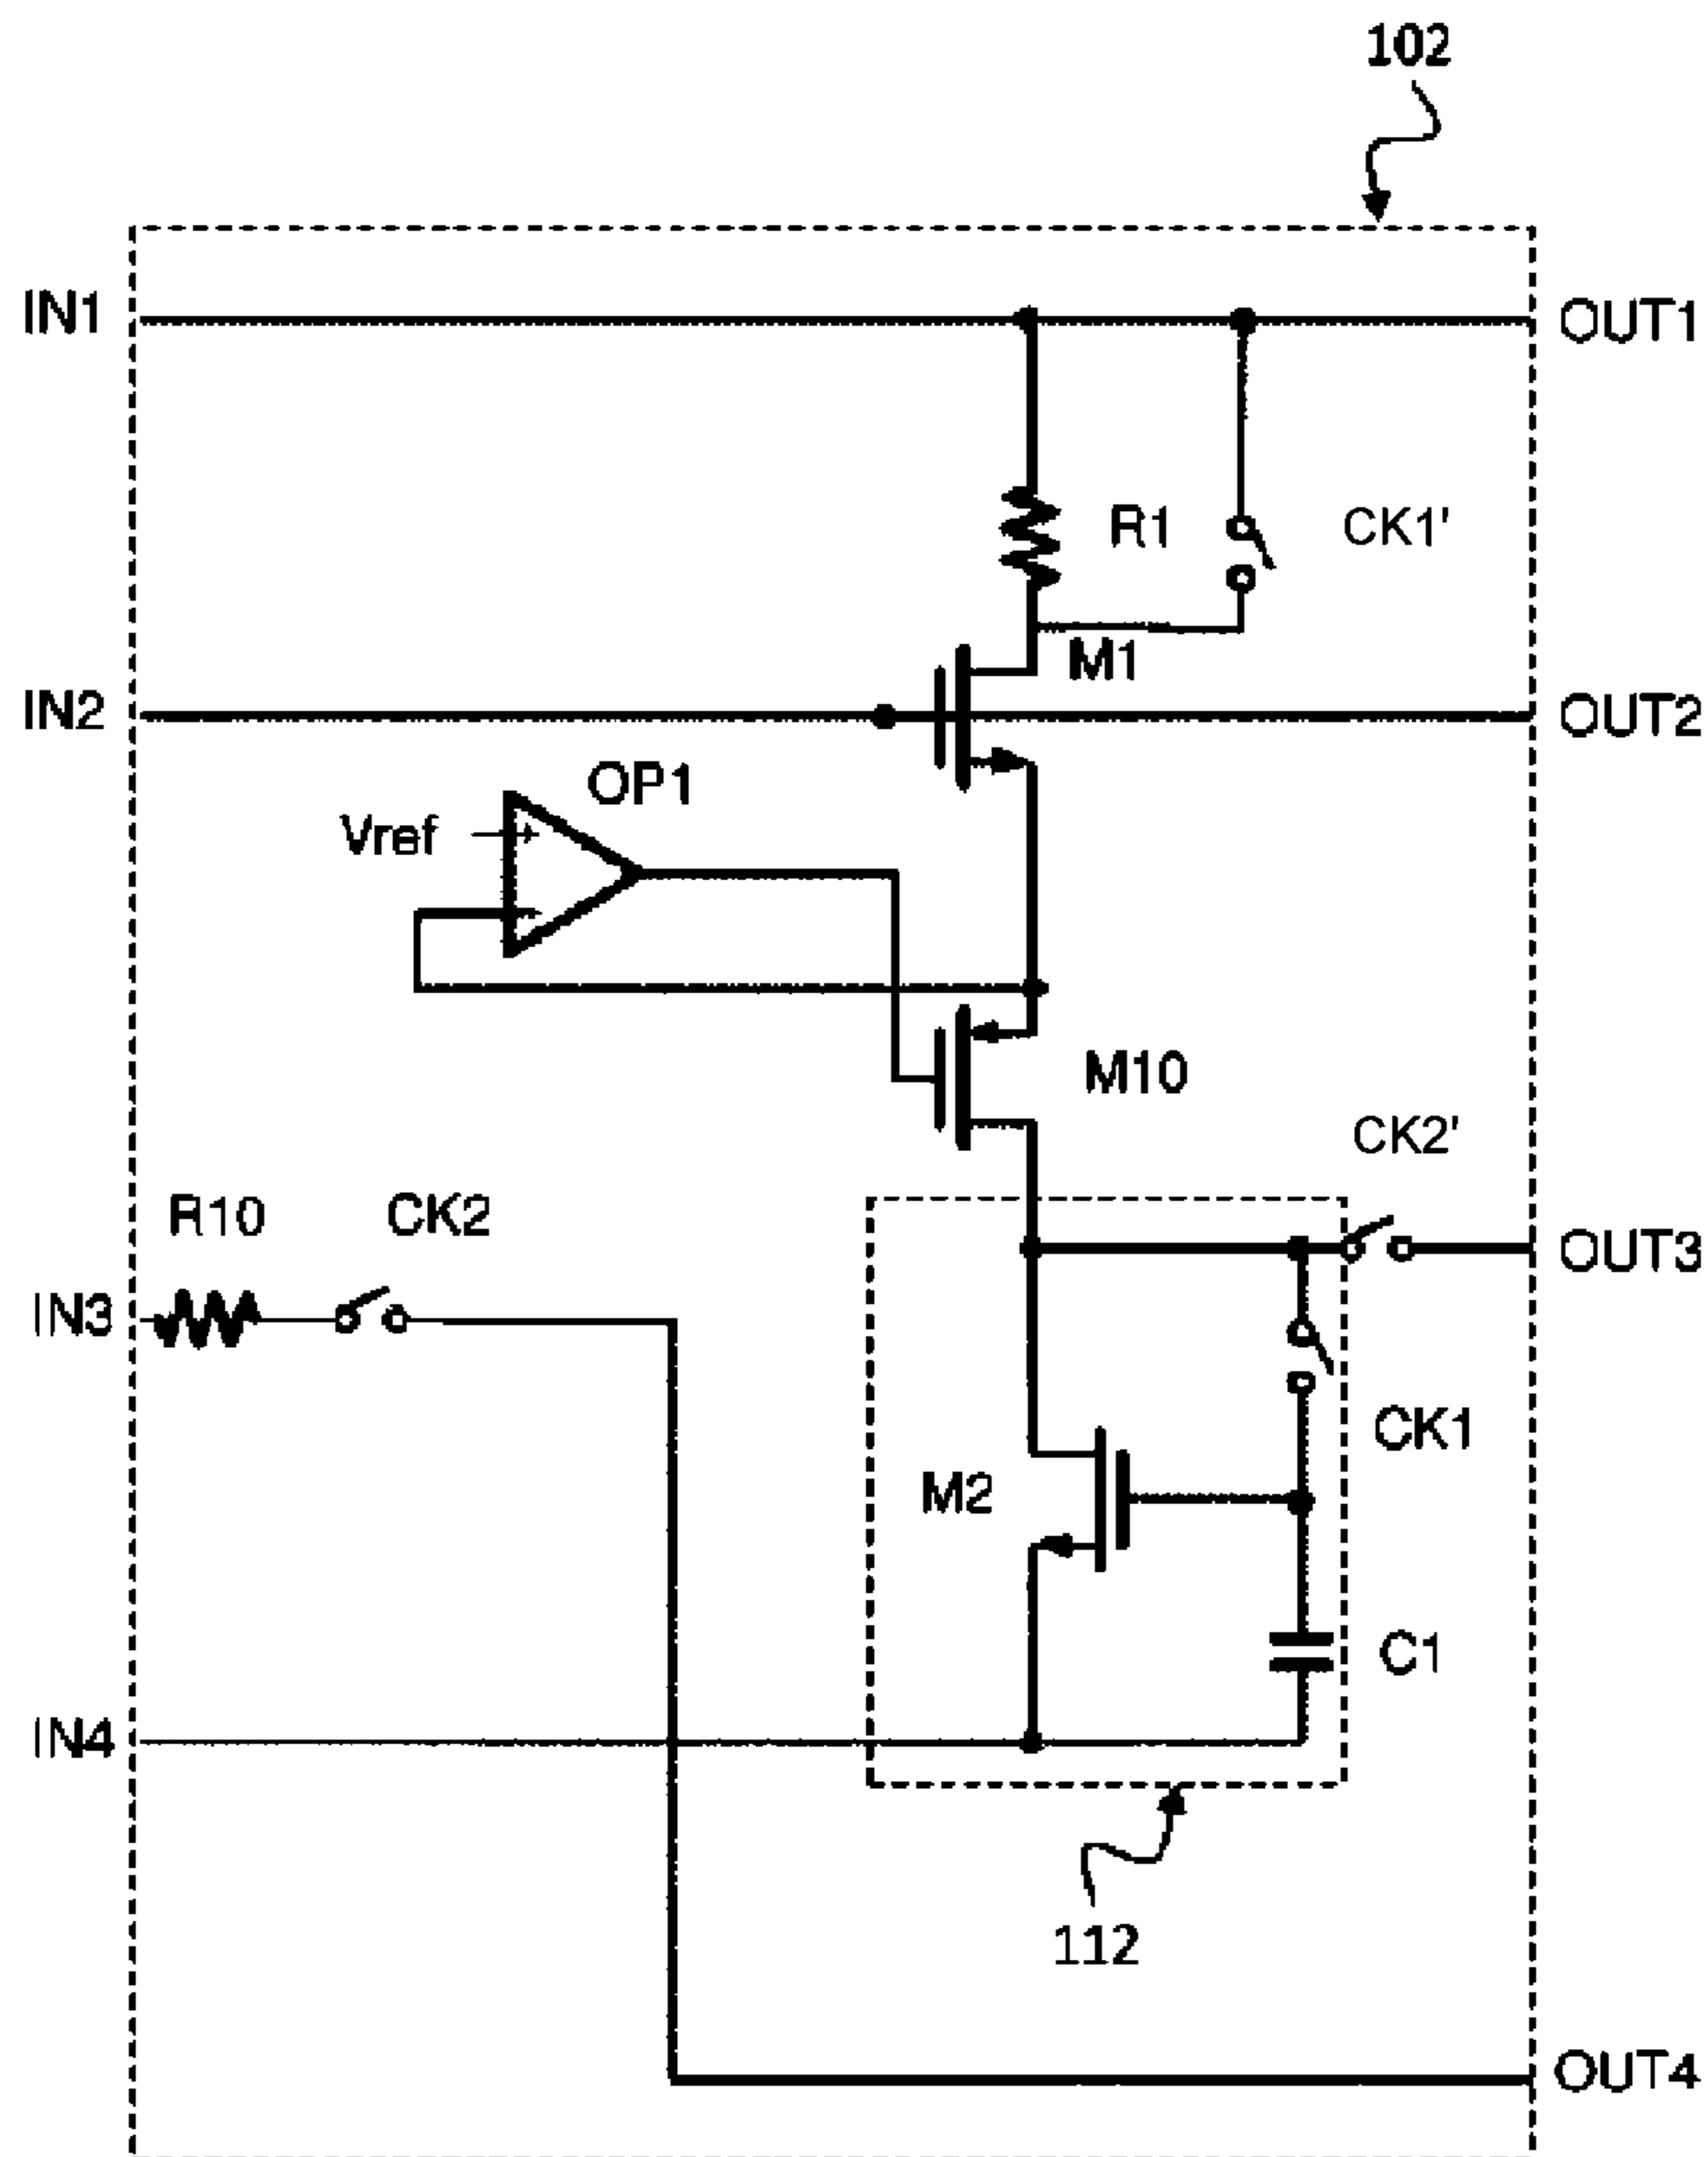 102
IN1
OUT1
R1
CK1'
M1
IN2
OUT2
OP1
Vref
M10
CK2'
R10
CK2
OUT3
IN3
CK1
M2
C1
IN4
112
OUT4